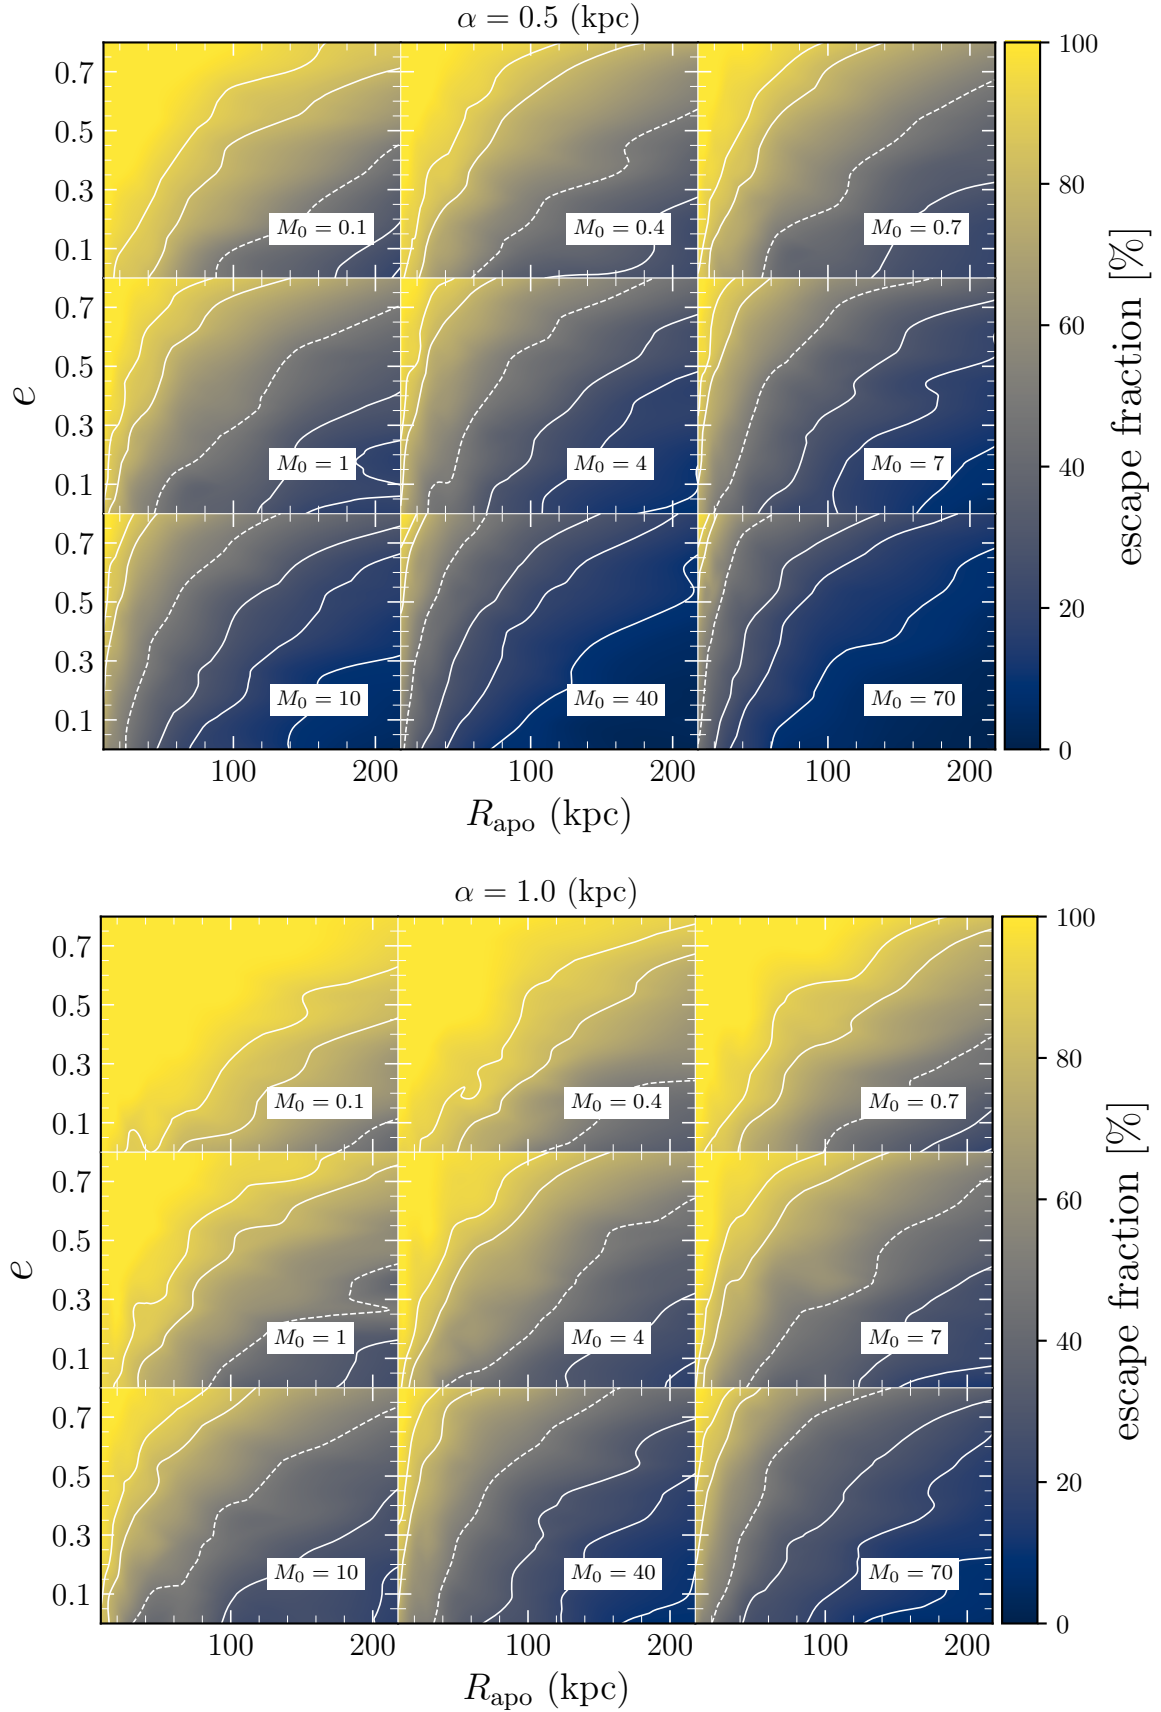 α = 0.5 (kpc)
0.7
0.5
0.3
0.1
M₀ = 0.1
M₀ = 0.4
M₀ = 0.7
0.7
0.5
0.3
0.1
e
M₀ = 1
M₀ = 4
M₀ = 7
0.7
0.5
0.3
0.1
M₀ = 10
M₀ = 40
M₀ = 70
100
200
100
200
100
200
R_apo (kpc)
100
80
60
40
20
0
escape fraction [%]
α = 1.0 (kpc)
0.7
0.5
0.3
0.1
M₀ = 0.1
M₀ = 0.4
M₀ = 0.7
0.7
0.5
0.3
0.1
e
M₀ = 1
M₀ = 4
M₀ = 7
0.7
0.5
0.3
0.1
M₀ = 10
M₀ = 40
M₀ = 70
100
200
100
200
100
200
R_apo (kpc)
100
80
60
40
20
0
escape fraction [%]